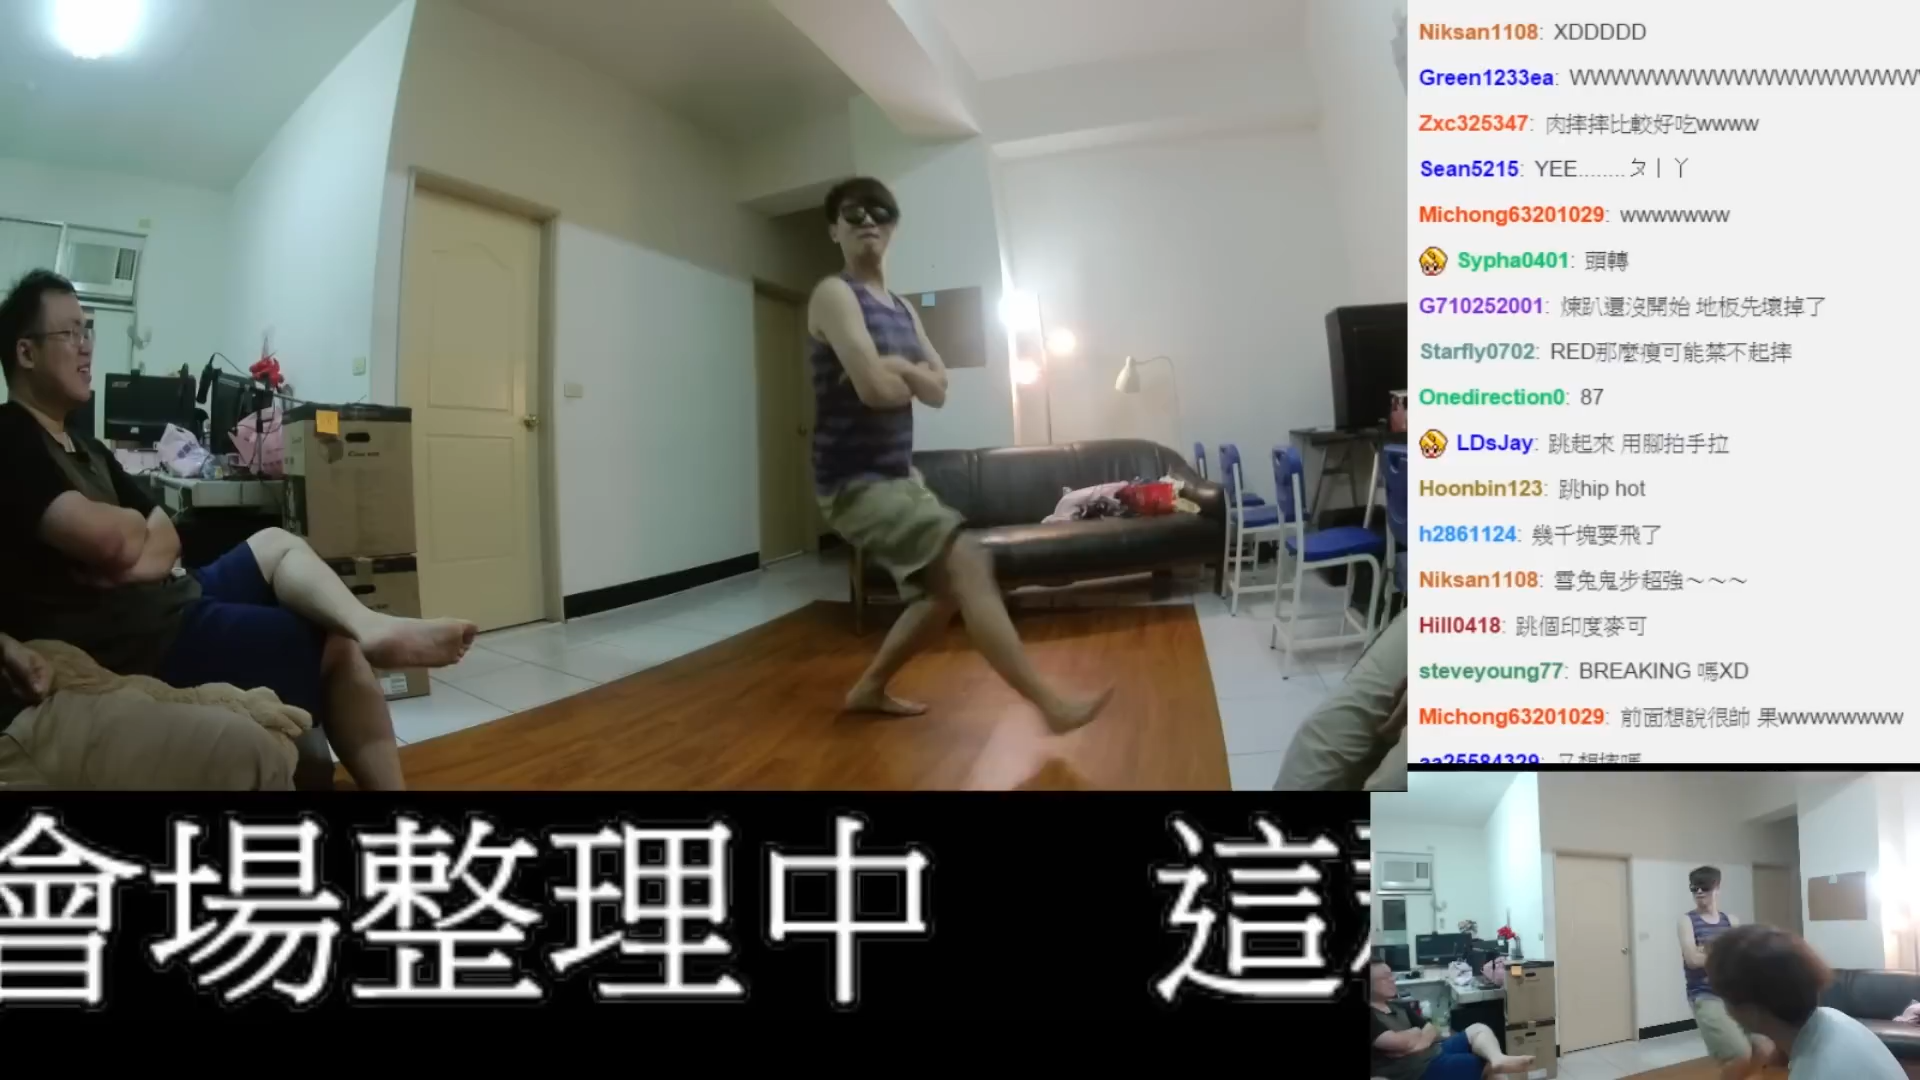 Niksan1108: XDDDDD
Green1233ea: WWWWWWWWWWWWWWWWW
Zxc325347: 肉摔摔比較好吃wwww
Sean5215: YEE........ㄆㄧㄚ
Michong63201029: wwwwwww
Sypha0401: 頭轉
G710252001: 煉趴還沒開始 地板先壞掉了
Starfly0702: RED那麼瘦可能禁不起摔
Onedirection0: 87
LDsJay: 跳起來 用腳拍手拉
Hoonbin123: 跳hip hot
h2861124: 幾千塊要飛了
Niksan1108: 雪兔鬼步超強～～～
Hill0418: 跳個印度麥可
steveyoung77: BREAKING 嗎XD
Michong63201029: 前面想說很帥 果wwwwwwww
aa25584329:
會場整理中 這